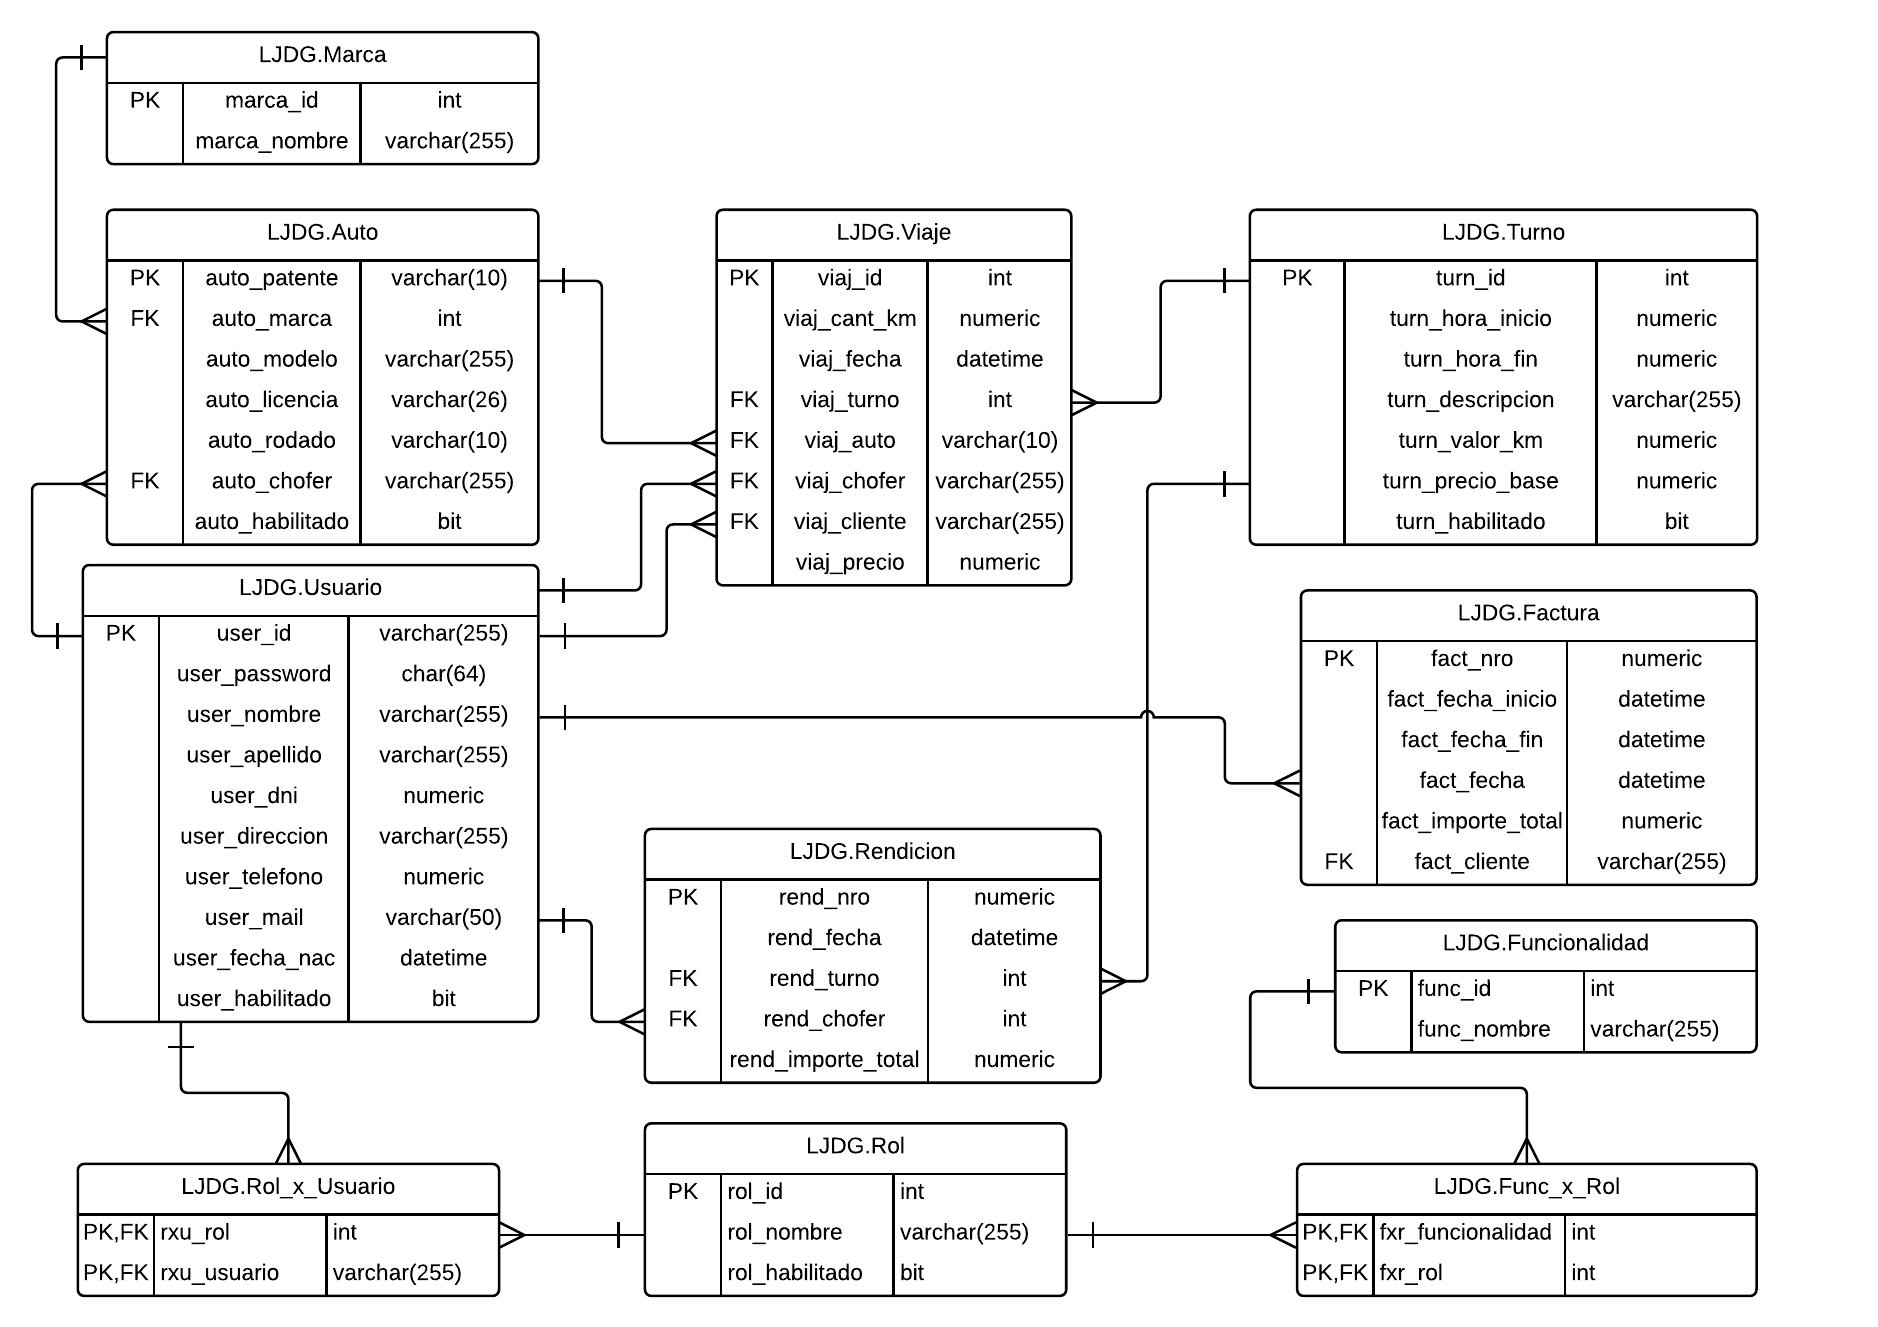 LJDG.Marca
PK marca_id int
marca_nombre varchar(255)
LJDG.Auto
PK auto_patente varchar(10)
FK auto_marca int
auto_modelo varchar(255)
auto_licencia varchar(26)
auto_rodado varchar(10)
FK auto_chofer varchar(255)
auto_habilitado bit
LJDG.Viaje
PK viaj_id int
viaj_cant_km numeric
viaj_fecha datetime
FK viaj_turno int
FK viaj_auto varchar(10)
FK viaj_chofer varchar(255)
FK viaj_cliente varchar(255)
viaj_precio numeric
LJDG.Turno
PK turn_id int
turn_hora_inicio numeric
turn_hora_fin numeric
turn_descripcion varchar(255)
turn_valor_km numeric
turn_precio_base numeric
turn_habilitado bit
LJDG.Usuario
PK user_id varchar(255)
user_password char(64)
user_nombre varchar(255)
user_apellido varchar(255)
user_dni numeric
user_direccion varchar(255)
user_telefono numeric
user_mail varchar(50)
user_fecha_nac datetime
user_habilitado bit
LJDG.Factura
PK fact_nro numeric
fact_fecha_inicio datetime
fact_fecha_fin datetime
fact_fecha datetime
fact_importe_total numeric
FK fact_cliente varchar(255)
LJDG.Rendicion
PK rend_nro numeric
rend_fecha datetime
FK rend_turno int
FK rend_chofer int
rend_importe_total numeric
LJDG.Funcionalidad
PK func_id int
func_nombre varchar(255)
LJDG.Rol_x_Usuario
PK,FK rxu_rol int
PK,FK rxu_usuario varchar(255)
LJDG.Rol
PK rol_id int
rol_nombre varchar(255)
rol_habilitado bit
LJDG.Func_x_Rol
PK,FK fxr_funcionalidad int
PK,FK fxr_rol int